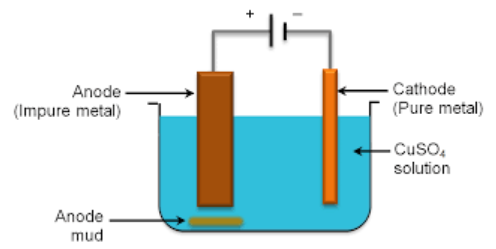 + –
Anode
(Impure metal)
Cathode
(Pure metal)
CuSO₄
solution
Anode
mud